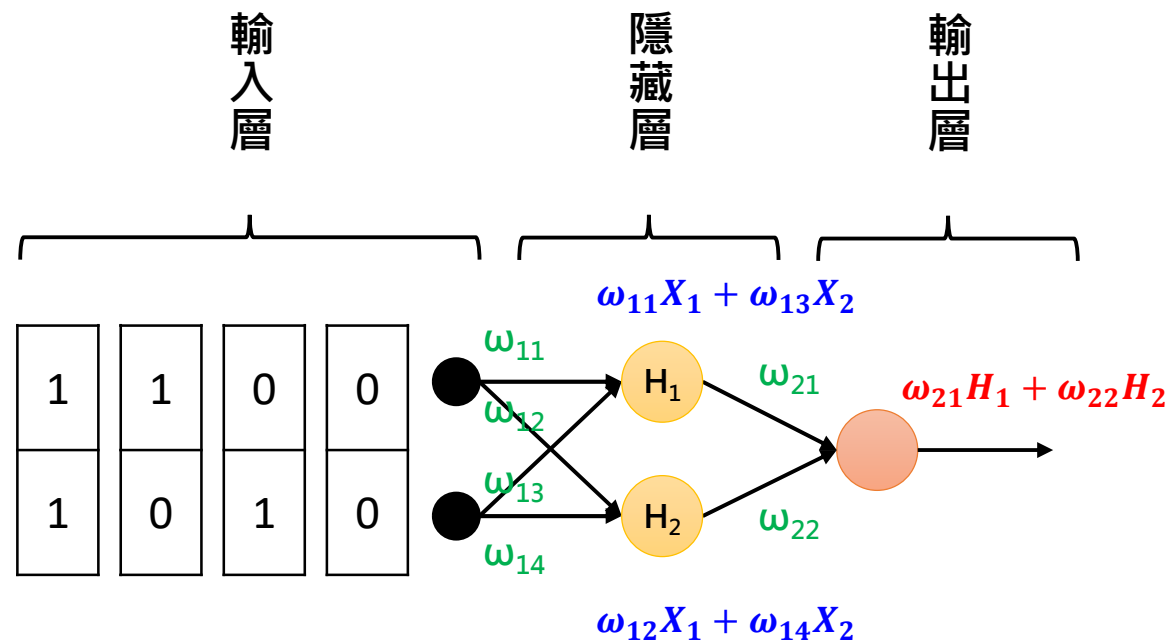 輸入層
隱藏層
輸出層
ω₁₁X₁ + ω₁₃X₂
1 1 0 0
1 0 1 0
ω₁₁
ω₁₂
ω₁₃
ω₁₄
H₁
H₂
ω₂₁
ω₂₂
ω₂₁H₁ + ω₂₂H₂
ω₁₂X₁ + ω₁₄X₂